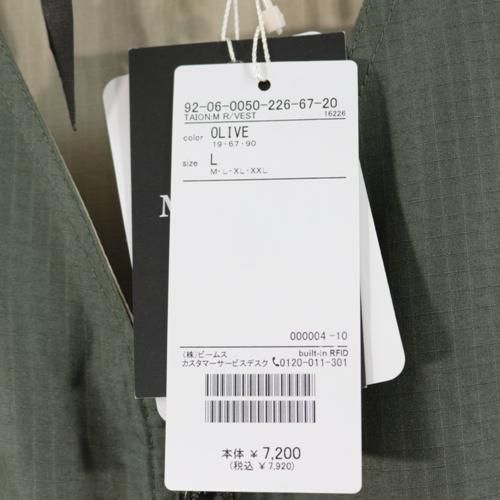 92-06-0050-226-67-20
TAION:M R/VEST 16226
color OLIVE
19・67・90
size L
M・L・XL・XXL
000004 -10
(株)ビームス built-in RFID
カスタマーサービスデスク 0120-011-301
本体 ¥ 7,200
(税込 ¥ 7,920)